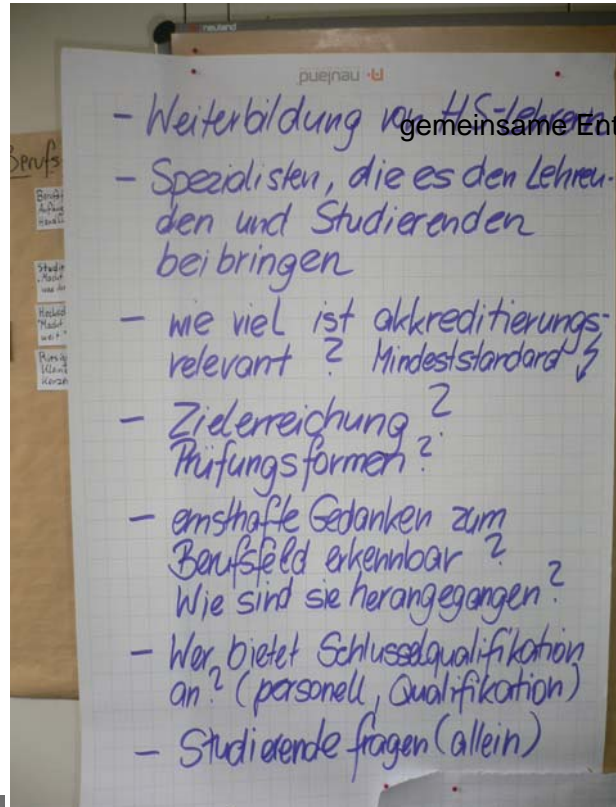 neuland
neuland
- Weiterbildung von HS-Lehrern
gemeinsame Ent
- Spezialisten, die es den Lehren-
den und Studierenden
beibringen
- wie viel ist akkreditierungs-
relevant ? Mindeststandard
- Zielerreichung ?
Prüfungsformen ?
- ernsthafte Gedanken zum
Berufsfeld erkennbar ?
Wie sind sie herangegangen ?
- Wer bietet Schlüsselqualifikation
an? (personell, Qualifikation)
- Studierende fragen (allein)
Berufs